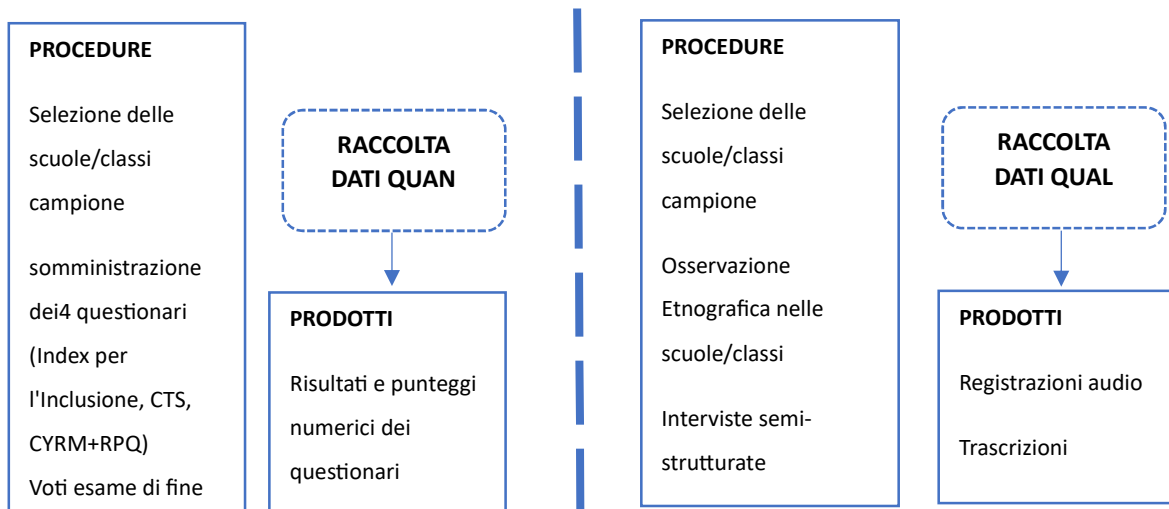 PROCEDURE
Selezione delle
scuole/classi
campione
somministrazione
dei4 questionari
(Index per
l'Inclusione, CTS,
CYRM+RPQ)
Voti esame di fine
RACCOLTA
DATI QUAN
PRODOTTI
Risultati e punteggi
numerici dei
questionari
PROCEDURE
Selezione delle
scuole/classi
campione
Osservazione
Etnografica nelle
scuole/classi
Interviste semi-
strutturate
RACCOLTA
DATI QUAL
PRODOTTI
Registrazioni audio
Trascrizioni